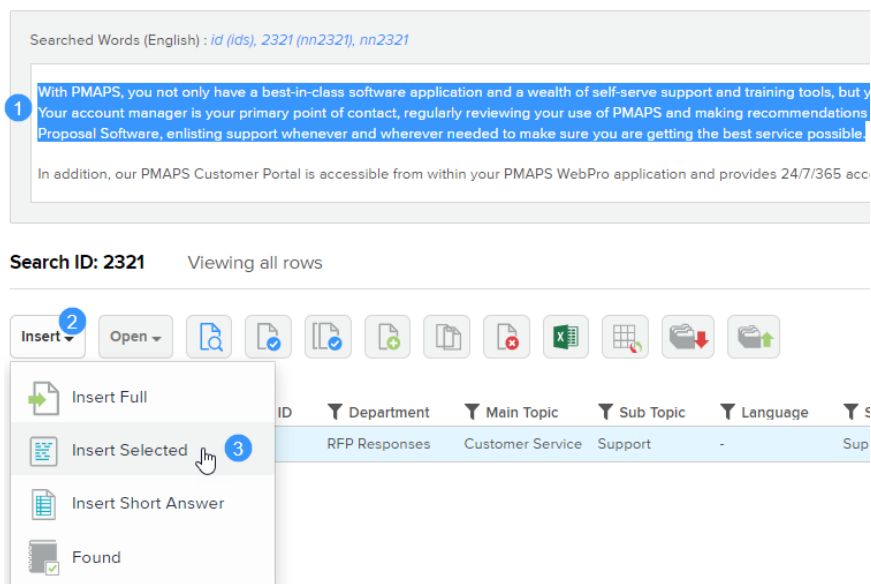 Searched Words (English) : id (ids), 2321 (nn2321), nn2321
1
With PMAPS, you not only have a best-in-class software application and a wealth of self-serve support and training tools, but
Your account manager is your primary point of contact, regularly reviewing your use of PMAPS and making recommendations
Proposal Software, enlisting support whenever and wherever needed to make sure you are getting the best service possible.
In addition, our PMAPS Customer Portal is accessible from within your PMAPS WebPro application and provides 24/7/365
Search ID: 2321 Viewing all rows
2
Insert Open
Insert Full
ID Department Main Topic Sub Topic Language
Insert Selected 3
RFP Responses Customer Service Support -
Insert Short Answer
Found